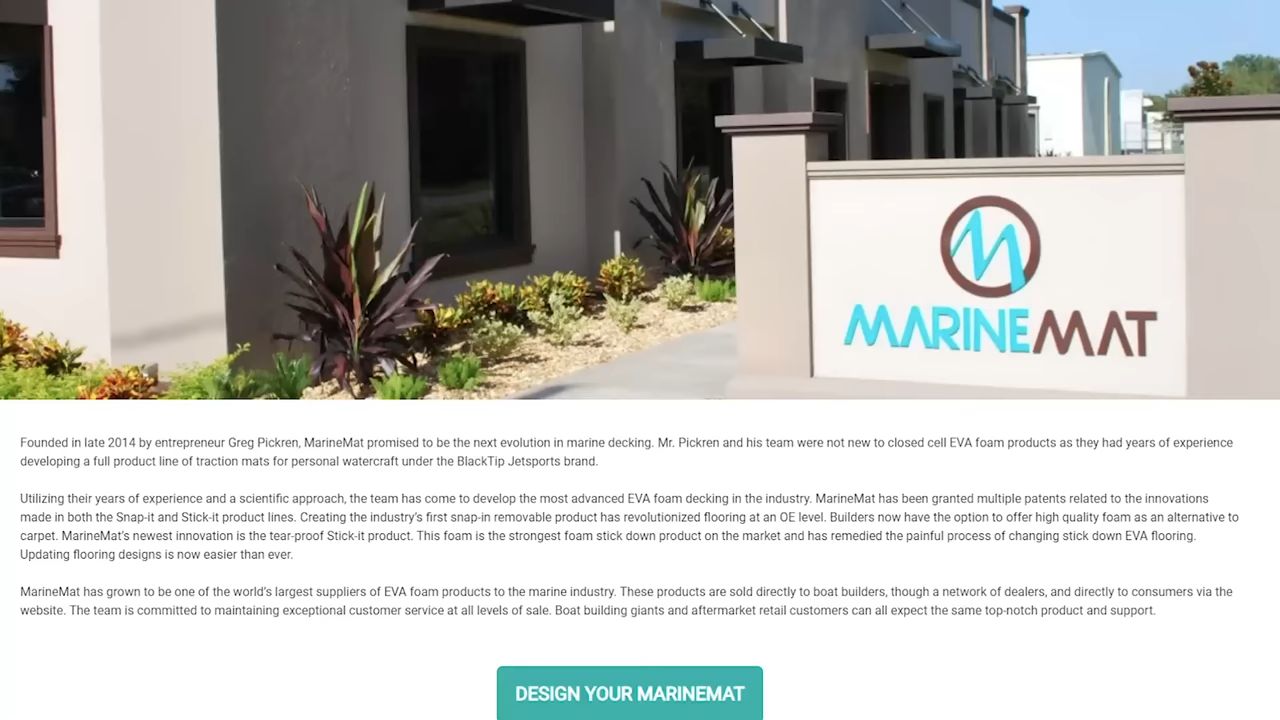 MARINEMAT
Founded in late 2014 by entrepreneur Greg Pickren, MarineMat promised to be the next evolution in marine decking. Mr. Pickren and his team were not new to closed cell EVA foam products as they had years of experience
developing a full product line of traction mats for personal watercraft under the BlackTip Jetsports brand.
Utilizing their years of experience and a scientific approach, the team has come to develop the most advanced EVA foam decking in the industry. MarineMat has been granted multiple patents related to the innovations
made in both the Snap-it and Stick-it product lines. Creating the industry's first snap-in removable product has revolutionized flooring at an OE level. Builders now have the option to offer high quality foam as an alternative to
carpet. MarineMat's newest innovation is the tear-proof Stick-it product. This foam is the strongest foam stick down product on the market and has remedied the painful process of changing stick down EVA flooring.
Updating flooring designs is now easier than ever.
MarineMat has grown to be one of the world's largest suppliers of EVA foam products to the marine industry. These products are sold directly to boat builders, though a network of dealers, and directly to consumers via the
website. The team is committed to maintaining exceptional customer service at all levels of sale. Boat building giants and aftermarket retail customers can all expect the same top-notch product and support.
DESIGN YOUR MARINEMAT